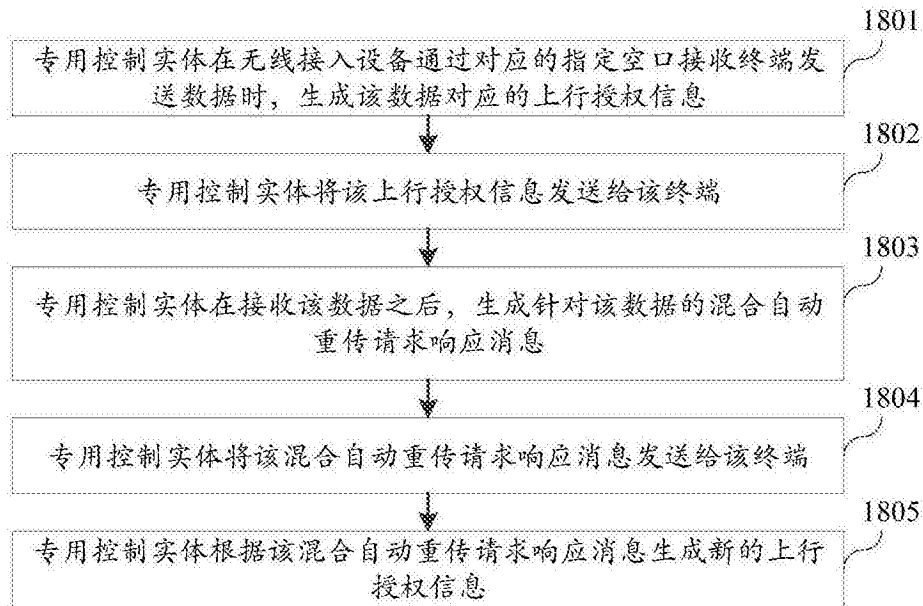 1801
专用控制实体在无线接入设备通过对应的指定空口接收终端发
送数据时，生成该数据对应的上行授权信息
1802
专用控制实体将该上行授权信息发送给该终端
1803
专用控制实体在接收该数据之后，生成针对该数据的混合自动
重传请求响应消息
1804
专用控制实体将该混合自动重传请求响应消息发送给该终端
1805
专用控制实体根据该混合自动重传请求响应消息生成新的上行
授权信息